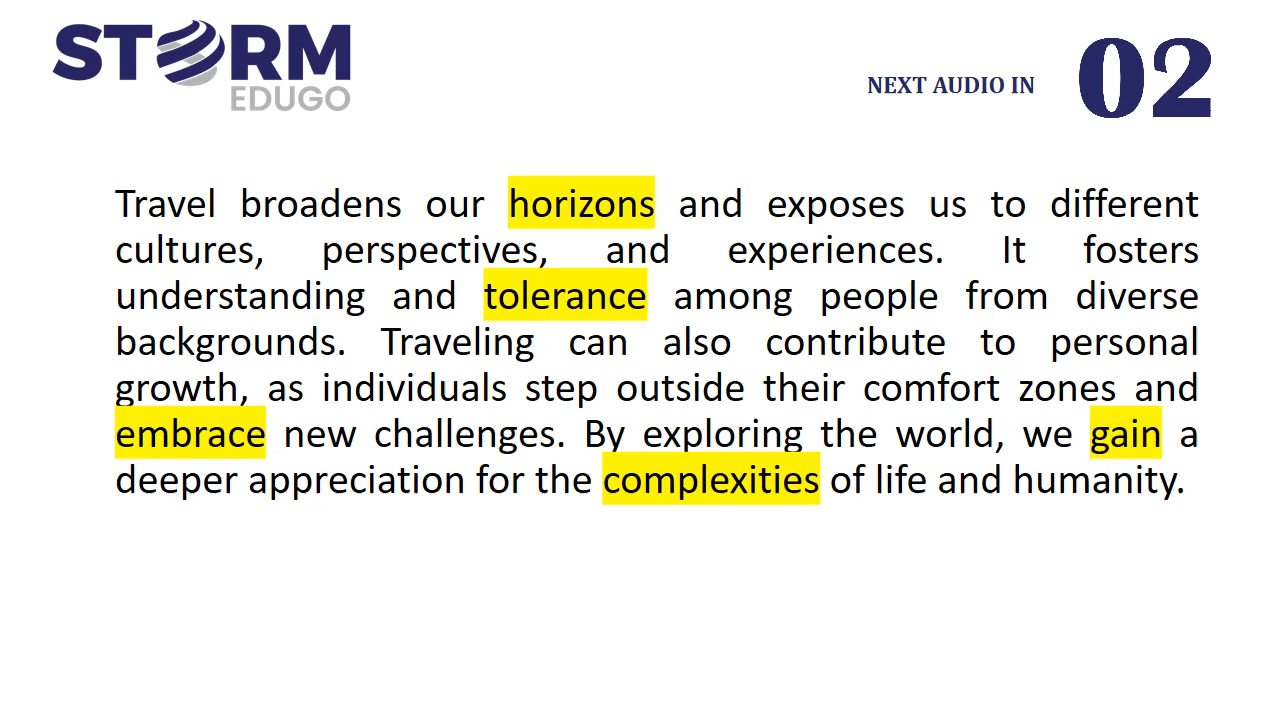 STORM
EDUGO
NEXT AUDIO IN
02
Travel broadens our horizons and exposes us to different
cultures, perspectives, and experiences. It fosters
understanding and tolerance among people from diverse
backgrounds. Traveling can also contribute to personal
growth, as individuals step outside their comfort zones and
embrace new challenges. By exploring the world, we gain a
deeper appreciation for the complexities of life and humanity.